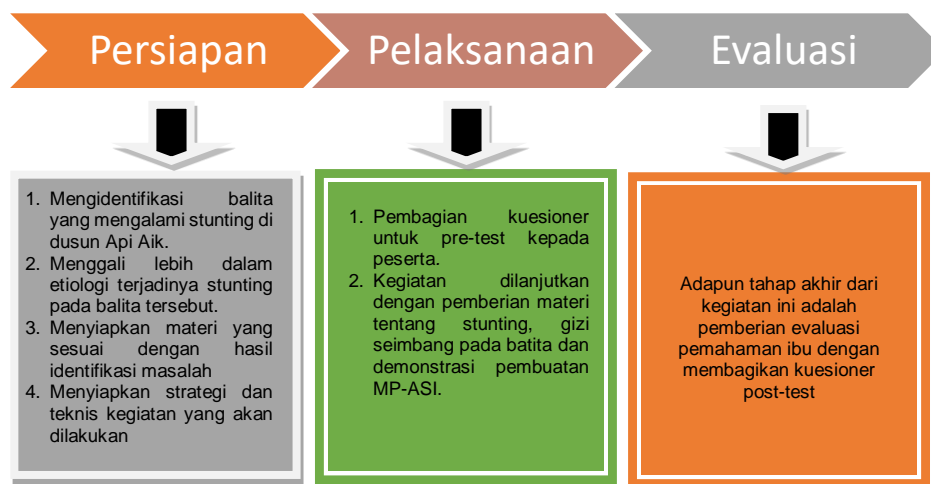 Persiapan
Pelaksanaan
Evaluasi
1. Mengidentifikasi balita
yang mengalami stunting di
dusun Api Aik.
2. Menggali lebih dalam
etiologi terjadinya stunting
pada balita tersebut.
3. Menyiapkan materi yang
sesuai dengan hasil
identifikasi masalah
4. Menyiapkan strategi dan
teknis kegiatan yang akan
dilakukan
1. Pembagian kuesioner
untuk pre-test kepada
peserta.
2. Kegiatan dilanjutkan
dengan pemberian materi
tentang stunting, gizi
seimbang pada batita dan
demonstrasi pembuatan
MP-ASI.
Adapun tahap akhir dari
kegiatan ini adalah
pemberian evaluasi
pemahaman ibu dengan
membagikan kuesioner
post-test